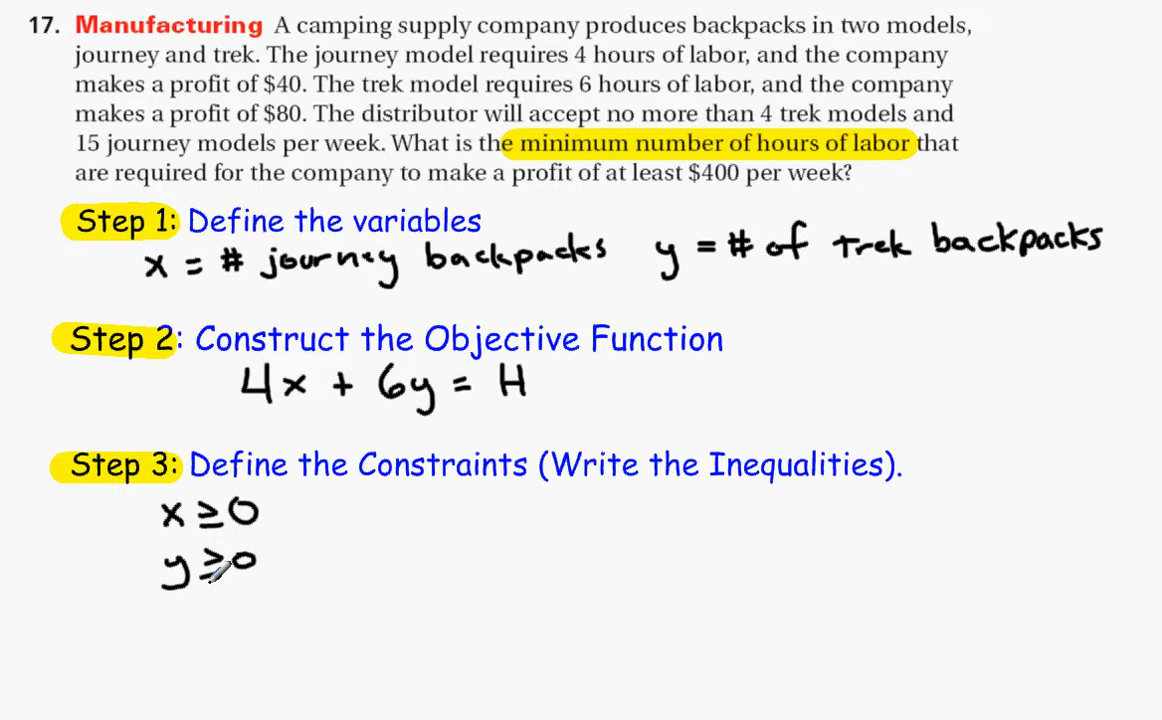 17. Manufacturing A camping supply company produces backpacks in two models,
journey and trek. The journey model requires 4 hours of labor, and the company
makes a profit of $40. The trek model requires 6 hours of labor, and the company
makes a profit of $80. The distributor will accept no more than 4 trek models and
15 journey models per week. What is the minimum number of hours of labor that
are required for the company to make a profit of at least $400 per week?
Step 1: Define the variables
x = # journey backpacks y = # of Trek backpacks
Step 2: Construct the Objective Function
4x + 6y = H
Step 3: Define the Constraints (Write the Inequalities).
x ≥ 0
y ≥ 0